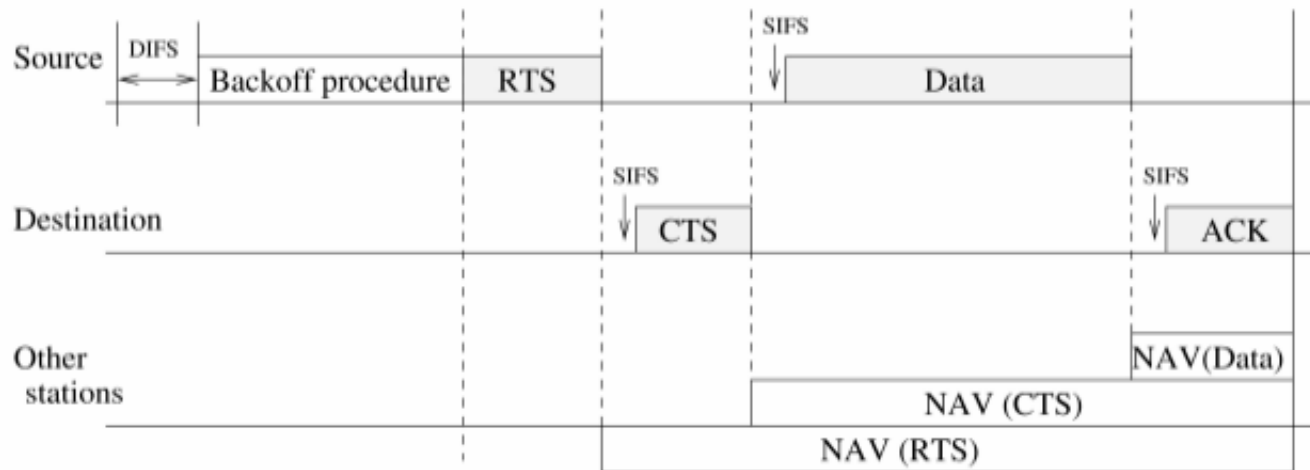 SIFS
Source
DIFS
Backoff procedure
RTS
Data
SIFS
SIFS
Destination
CTS
ACK
Other
stations
NAV(Data)
NAV (CTS)
NAV (RTS)